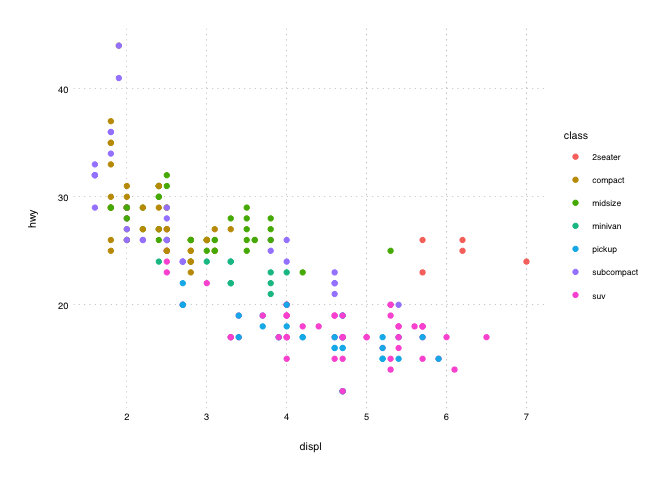 hwy
40
30
20
2 3 4 5 6 7
displ
class
2seater
compact
midsize
minivan
pickup
subcompact
suv